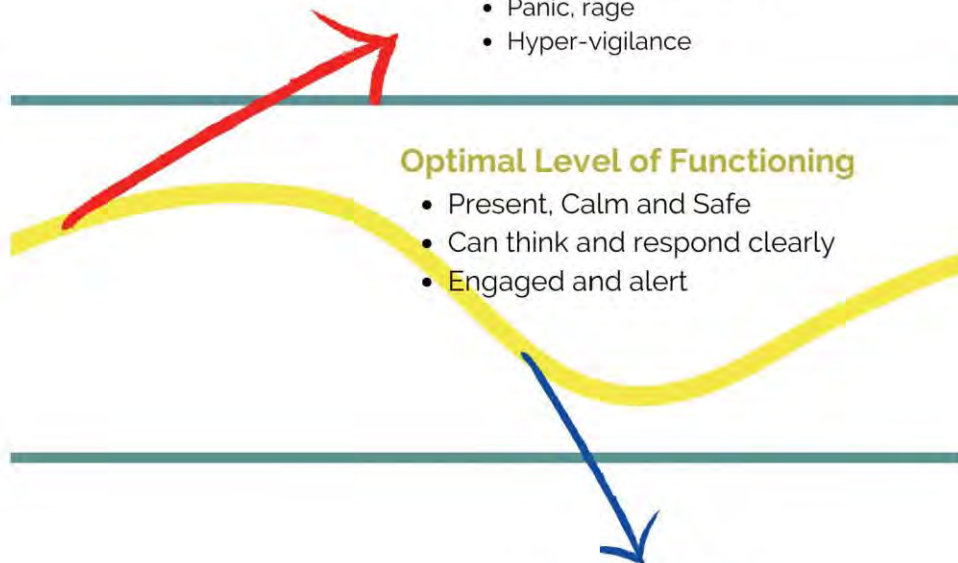 • Panic, rage
• Hyper-vigilance
Optimal Level of Functioning
• Present, Calm and Safe
• Can think and respond clearly
• Engaged and alert